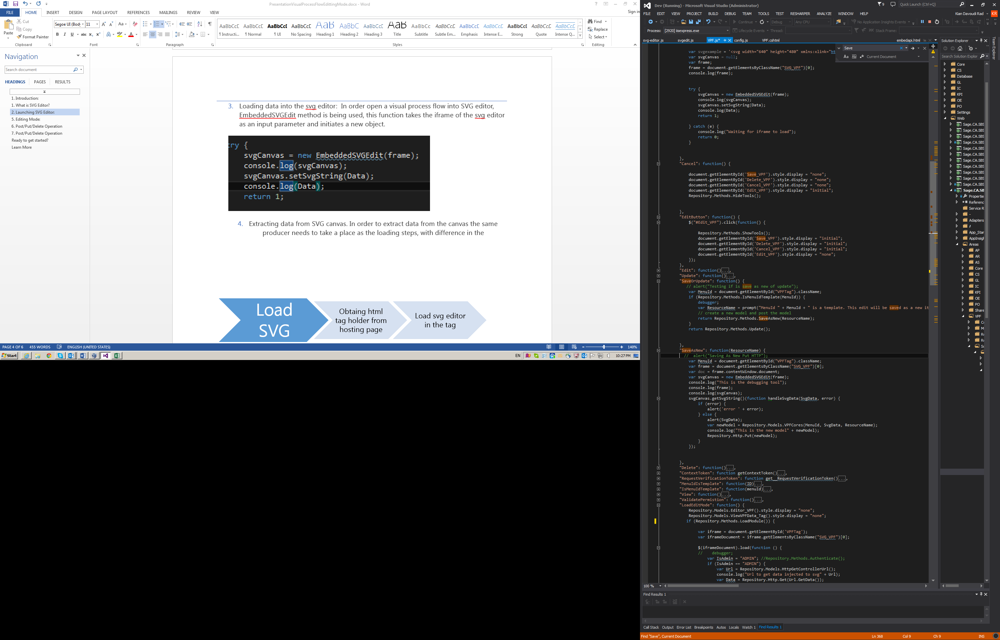 PresentationVisualProcessFlowEdittingMode.docx - Word
FILE HOME INSERT DESIGN PAGE LAYOUT REFERENCES MAILINGS REVIEW VIEW
Sign in
Paste
Cut
Copy
Format Painter
Clipboard
Segoe UI (Body 11
Font
Paragraph
AaBbCcD AaBbCcD AaBbCcD AaBbCcDd AaB AaBbC AaBbCcD AaB AaBbCc AaBbCcD AaBbCcD AaBbCcD AaBbCcD AaBbCcD AaBbCcD
¶ Instructi... ¶ Normal ¶ UI No Spacing Heading 1 Heading 2 Heading 3 Title Subtitle Subtle Em... Emphasis Intense E... Strong Quote Intense Q...
Styles
Find
Replace
Select
Editing
Navigation
Search document
HEADINGS PAGES RESULTS
1. Introduction:
1. What is SVG Editor?
2. Launching SVG Editor:
5. Editing Mode:
6. Post/Put/Delete Operation
7. Post/Put/Delete Operation
Ready to get started?
Learn More
3. Loading data into the svg editor: In order open a visual process flow into SVG editor,
EmbeddedSVGEdit method is being used, this function takes the iframe of the svg editor
as an input parameter and initiates a new object.
try {
svgCanvas = new EmbeddedSVGEdit(frame);
console.log(svgCanvas);
svgCanvas.setSvgString(Data);
console.log(Data);
return 1;
4. Extracting data from SVG canvas. In order to extract data from the canvas the same
producer needs to take a place as the loading steps, with difference in the
Load
SVG
Obtaing html
tag holder from
hosting page
Load svg editor
in the tag
PAGE 4 OF 6 455 WORDS ENGLISH (UNITED STATES) 140%
Start
EN 10:27 PM
Dev (Running) - Microsoft Visual Studio (Administrator)
9 Quick Launch (Ctrl+Q)
FILE EDIT VIEW PROJECT BUILD DEBUG TEAM TOOLS TEST RESHARPER ANALYZE WINDOW HELP
Kian Davoudi Rad KR
Continue Debug Any CPU No Application Insights Events
Process: [2920] iisexpress.exe Lifecycle Events Thread: Stack Frame:
svg-editor.js svgedit.js VPF.js* config.js VPF.cshtml embedapi.html
Save
Current Document
var svgexample = '<svg width="640" height="480" xmlns:xlink="ht
var svgCanvas = null;
var frame;
frame = document.getElementsByClassName("SVG_VPF")[0];
console.log(frame);
try {
svgCanvas = new EmbeddedSVGEdit(frame);
console.log(svgCanvas);
svgCanvas.setSvgString(Data);
console.log(Data);
return 1;
} catch (e) {
console.log("Waiting for iframe to load");
return 0;
}
},
"Cancel": function() {
document.getElementById('Save_VPF').style.display = "none";
document.getElementById('Delete_VPF').style.display = "none";
document.getElementById('Cancel_VPF').style.display = "none";
document.getElementById('Edit_VPF').style.display = "initial";
Repository.Methods.HideTools();
},
"EditButton": function() {
$("#Edit_VPF").click(function() {
Repository.Methods.ShowTools();
document.getElementById('Save_VPF').style.display = "initial";
document.getElementById('Delete_VPF').style.display = "initial";
document.getElementById('Cancel_VPF').style.display = "initial";
document.getElementById('Edit_VPF').style.display = "none";
});
},
"Edit": function()...,
"Update": function()...,
"SaveOrUpdate": function() {
// alert("Testing if is save as new of update");
var MenuId = document.getElementById("VPFTag").className;
if (Repository.Methods.IsMenuIdTemplate(MenuId)) {
debugger;
var ResourceName = prompt("MenuId " + MenuId + " is a template. This edit will be saved as a new it
// create a new model and post the model
return Repository.Methods.SaveAsNew(ResourceName);
}
return Repository.Methods.Update();
},
"SaveAsNew": function(ResourceName) {
// alert("Saving As New Put HTTP");
var MenuId = document.getElementById("VPFTag").className;
var frame = document.getElementsByClassName("SVG_VPF")[0];
var doc = frame.contentWindow.document;
var svgCanvas = new EmbeddedSVGEdit(frame);
console.log("This is the debugging tool");
console.log(frame);
console.log(svgCanvas);
svgCanvas.getSvgString()(function handleSvgData(SvgData, error) {
if (error) {
alert('error ' + error);
} else {
alert(SvgData);
var newModel = Repository.Models.VPFCores(MenuId, SvgData, ResourceName);
console.log("This is the new model" + newModel);
Repository.Http.Put(newModel);
}
});
},
"Delete": function()...,
"ContextToken": function getContextToken()...,
"RequestVerificationToken": function get__RequestVerificationToken()...,
"MenuIdIsTemplate": function(ID)...,
"IsMenuIdTemplate": function(menuId)...,
"View": function()...,
"ValidatePermistion": function()...,
"LoadEditMode": function() {
Repository.Models.Editor_VPF().style.display = "none";
Repository.Models.ViewVPFData_Tag().style.display = "none";
if (Repository.Methods.LoadModule()) {
var iframe = document.getElementById('VPFTag');
var iframeDocument = iframe.getElementsByClassName("SVG_VPF")[0];
$(iframeDocument).load(function () {
// debugger;
var IsAdmin = "ADMIN"; //Repository.Methods.Authenticate();
if (IsAdmin == "ADMIN") {
var Url = Repository.Models.HttpGetControllerUrl();
console.log("Url to get data injected to svg" + Url);
var Data = Repository.Http.Get(Url.GetData());
100 %
Solution Explorer
Search Solution Explor
Core
CS
Database
GL
IC
KPI
OE
PO
Settings
Web
Sage.CA.SBS
Sage.CA.SBS
Sage.CA.SBS
Sage.CA.SBS
Sage.CA.SBS
Sage.CA.SBS
Sage.CA.SBS
Sage.CA.SBS
Sage.CA.SBS
Sage.CA.SBS
Sage.CA.SBS
Sage.CA.SB
Propertie
Referenc
Service R
Adapters
App_Star
AppInsigh
Areas
AP
AR
AS
Core
CS
GL
IC
KPI
OE
PO
Share
VPF
Team Explorer
Find Results 1
Call Stack Output Error List Breakpoints Autos Locals Watch 1 Find Results 1
Find "Save", Current Document Ln 368 Col 9 Ch 9 INS